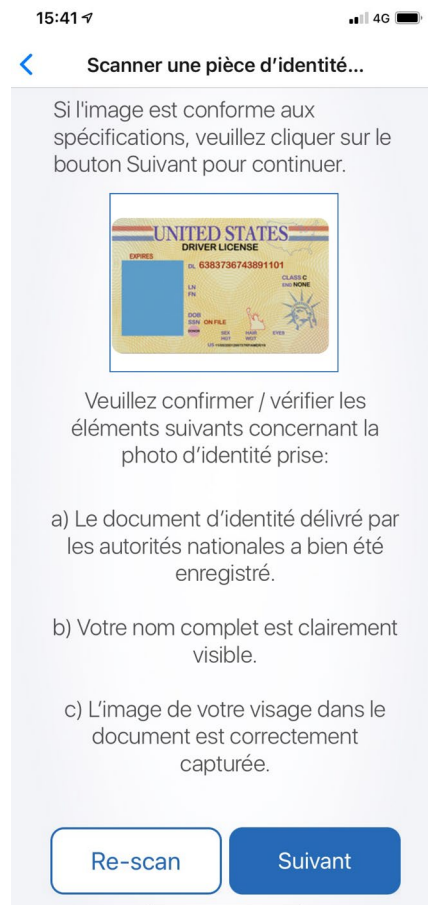 15:41
4G
Scanner une pièce d'identité...
Si l'image est conforme aux
spécifications, veuillez cliquer sur le
bouton Suivant pour continuer.
UNITED STATES
DRIVER LICENSE
EXPIRES
DL 6383736743891101
CLASS C
END NONE
LN
FN
DOB
SSN ON FILE
SEX HAIR EYES
HGT WGT
Veuillez confirmer / vérifier les
éléments suivants concernant la
photo d'identité prise:
a) Le document d'identité délivré par
les autorités nationales a bien été
enregistré.
b) Votre nom complet est clairement
visible.
c) L'image de votre visage dans le
document est correctement
capturée.
Re-scan
Suivant